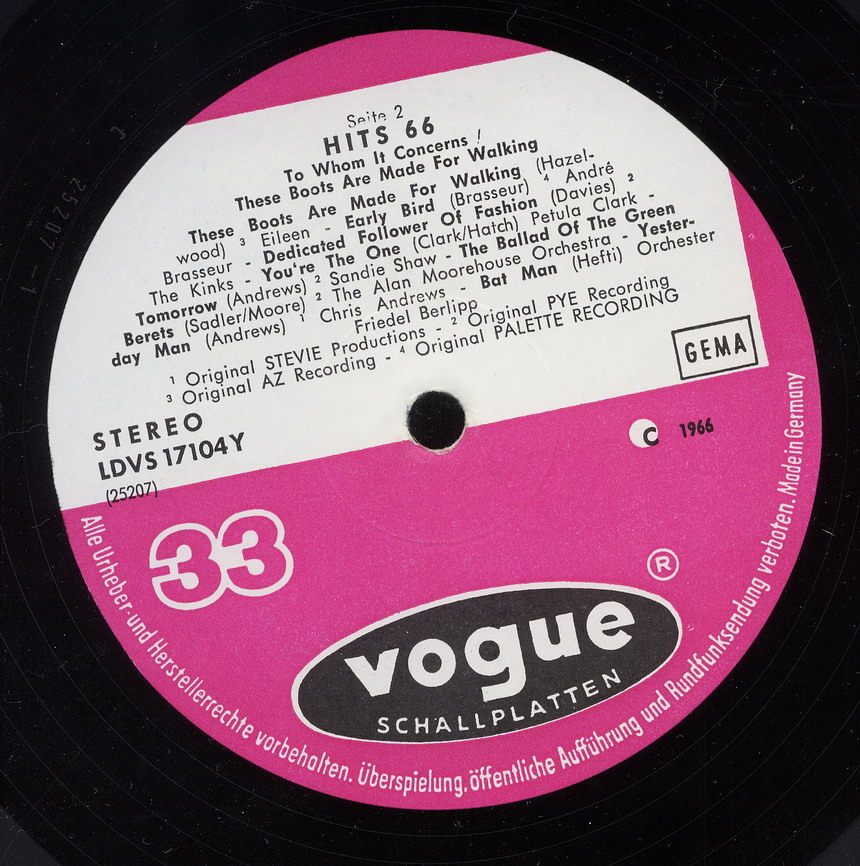 Seite 2
HITS 66
To Whom It Concerns !
These Boots Are Made For Walking
These Boots Are Made For Walking (Hazel-
wood) ³ Eileen - Early Bird (Brasseur) ⁴ André
Brasseur - Dedicated Follower Of Fashion (Davies) ²
The Kinks - You're The One (Clark/Hatch) Petula Clark -
Tomorrow (Andrews) ² Sandie Shaw - The Ballad Of The Green
Berets (Sadler/Moore) ² The Alan Moorehouse Orchestra - Yester-
day Man (Andrews) ¹ Chris Andrews - Bat Man (Hefti) Orchester
Friedel Berlipp
¹ Original STEVIE Productions - ² Original PYE Recording
³ Original AZ Recording - ⁴ Original PALETTE RECORDING
GEMA
STEREO
LDVS 17104 Y
(25207)
C 1966
33
®
vogue
SCHALLPLATTEN
Alle Urheber- und Herstellerrechte vorbehalten. Überspielung, öffentliche Aufführung und Rundfunksendung verboten. Made in Germany
25207 - 1